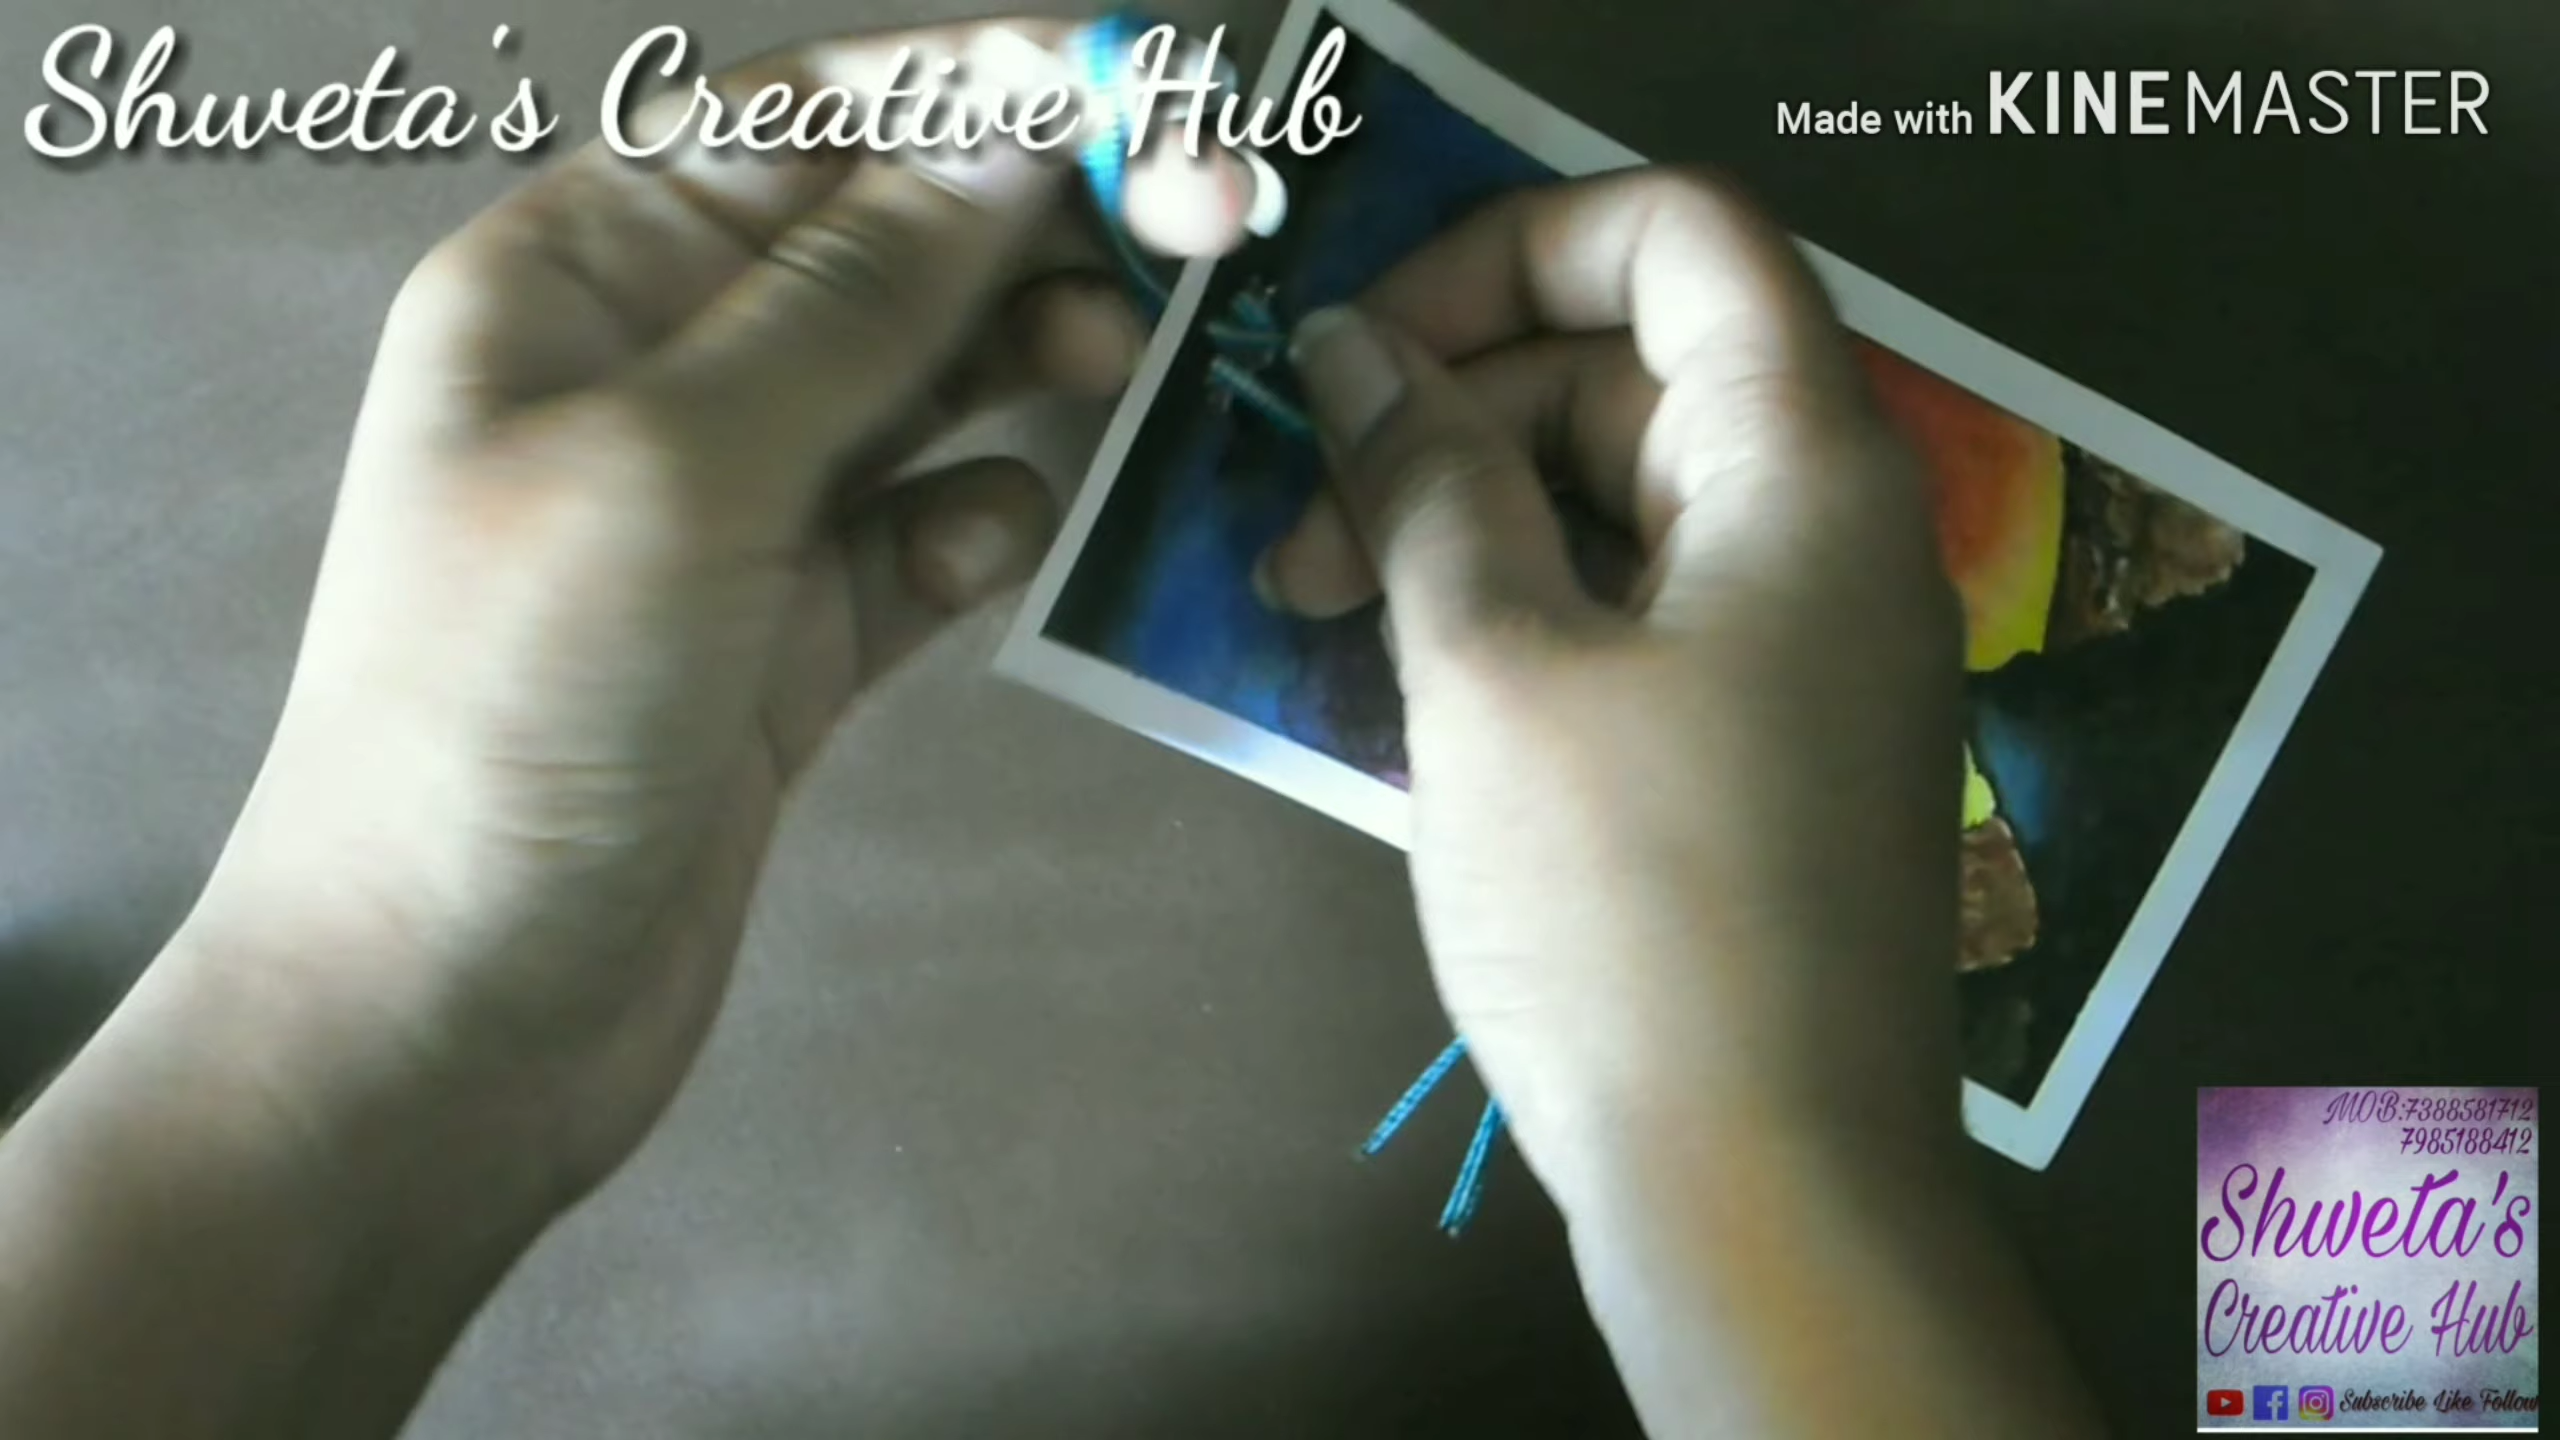 Shweta's Creative Hub
Made with KINEMASTER
MOB:7388581712
7985188412
Shweta's
Creative Hub
Subscribe Like Follow